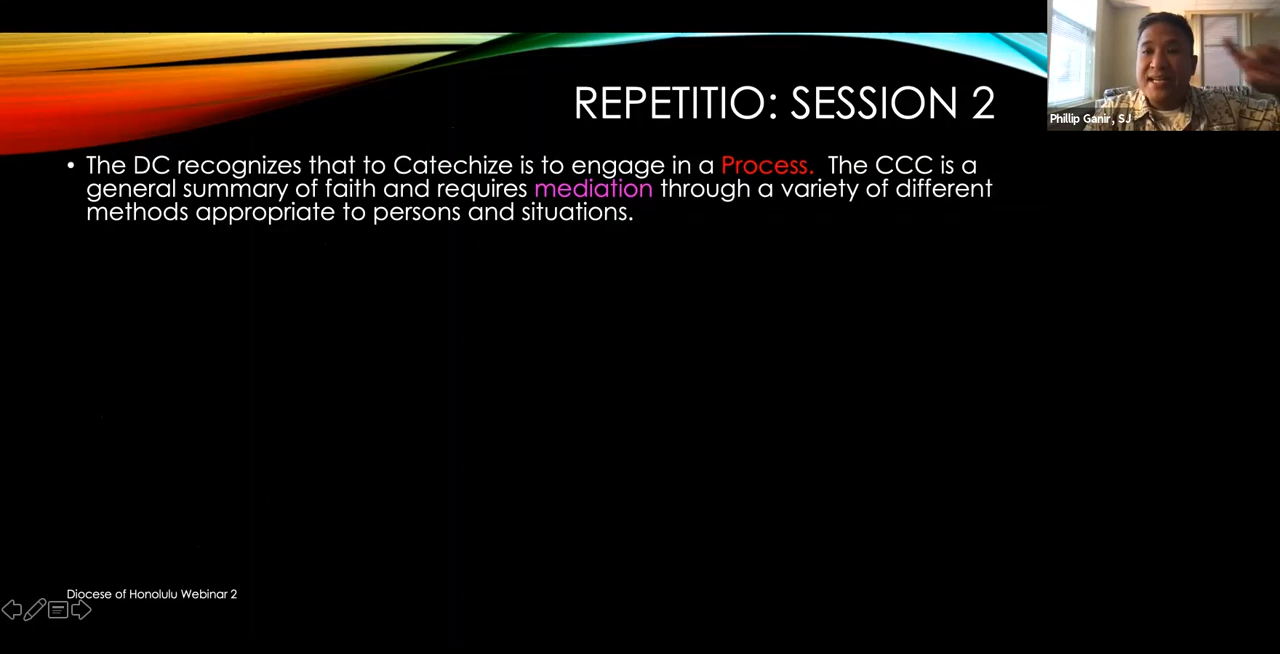 Phillip Ganir, SJ
REPETITIO: SESSION 2
• The DC recognizes that to Catechize is to engage in a Process. The CCC is a
general summary of faith and requires mediation through a variety of different
methods appropriate to persons and situations.
Diocese of Honolulu Webinar 2